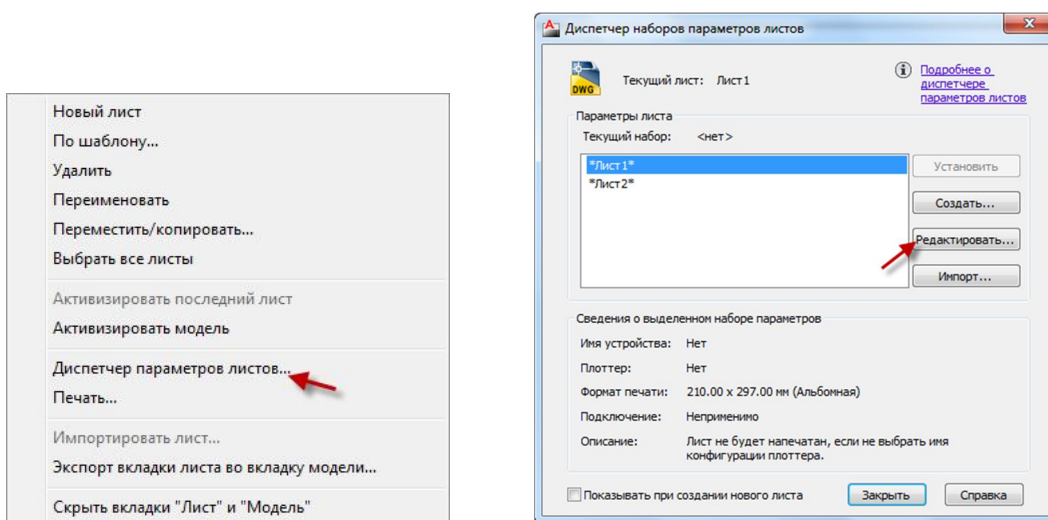 Новый лист
По шаблону...
Удалить
Переименовать
Переместить/копировать...
Выбрать все листы
Активизировать последний лист
Активизировать модель
Диспетчер параметров листов...
Печать...
Импортировать лист...
Экспорт вкладки листа во вкладку модели...
Скрыть вкладки "Лист" и "Модель"
Диспетчер наборов параметров листов
DWG
Текущий лист: Лист1
Подробнее о
диспетчере
параметров листов
Параметры листа
Текущий набор: <нет>
*Лист1*
*Лист2*
Установить
Создать...
Редактировать...
Импорт...
Сведения о выделенном наборе параметров
Имя устройства: Нет
Плоттер: Нет
Формат печати: 210.00 x 297.00 мм (Альбомная)
Подключение: Неприменимо
Описание: Лист не будет напечатан, если не выбрать имя
конфигурации плоттера.
Показывать при создании нового листа
Закрыть
Справка